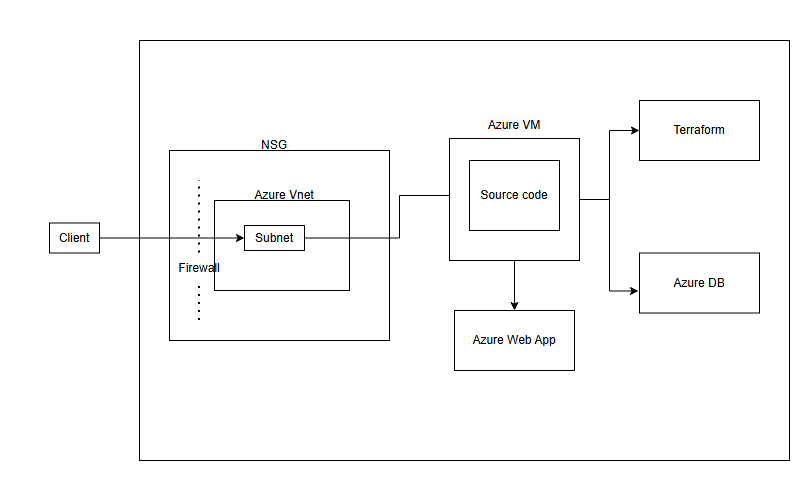 Azure VM
Terraform
NSG
Azure Vnet
Source code
Client
Subnet
Firewall
Azure DB
Azure Web App